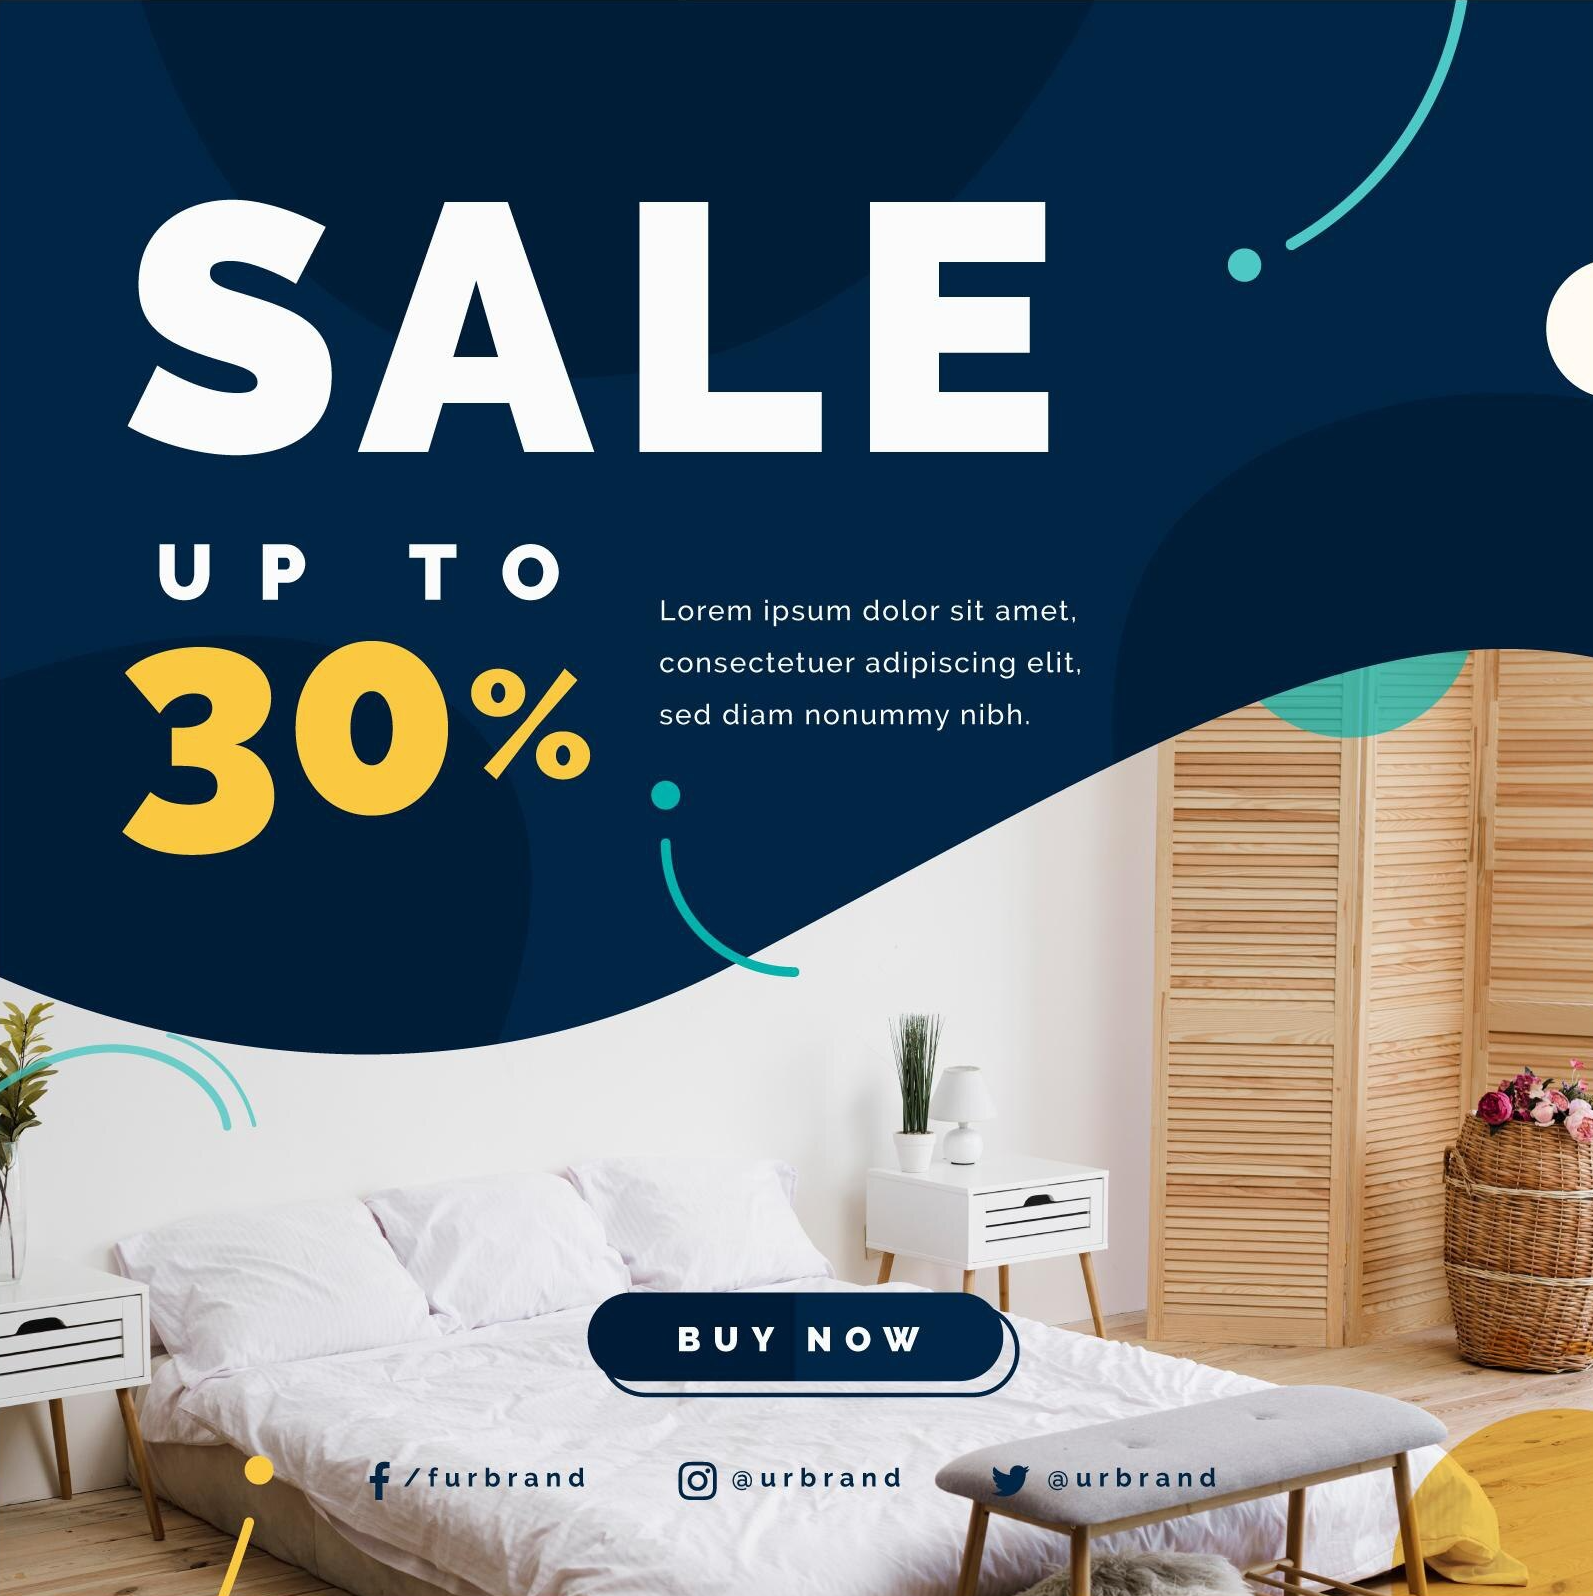 SALE
UP TO
30%
Lorem ipsum dolor sit amet,
consectetuer adipiscing elit,
sed diam nonummy nibh.
BUY NOW
/furbrand
@urbrand
@urbrand